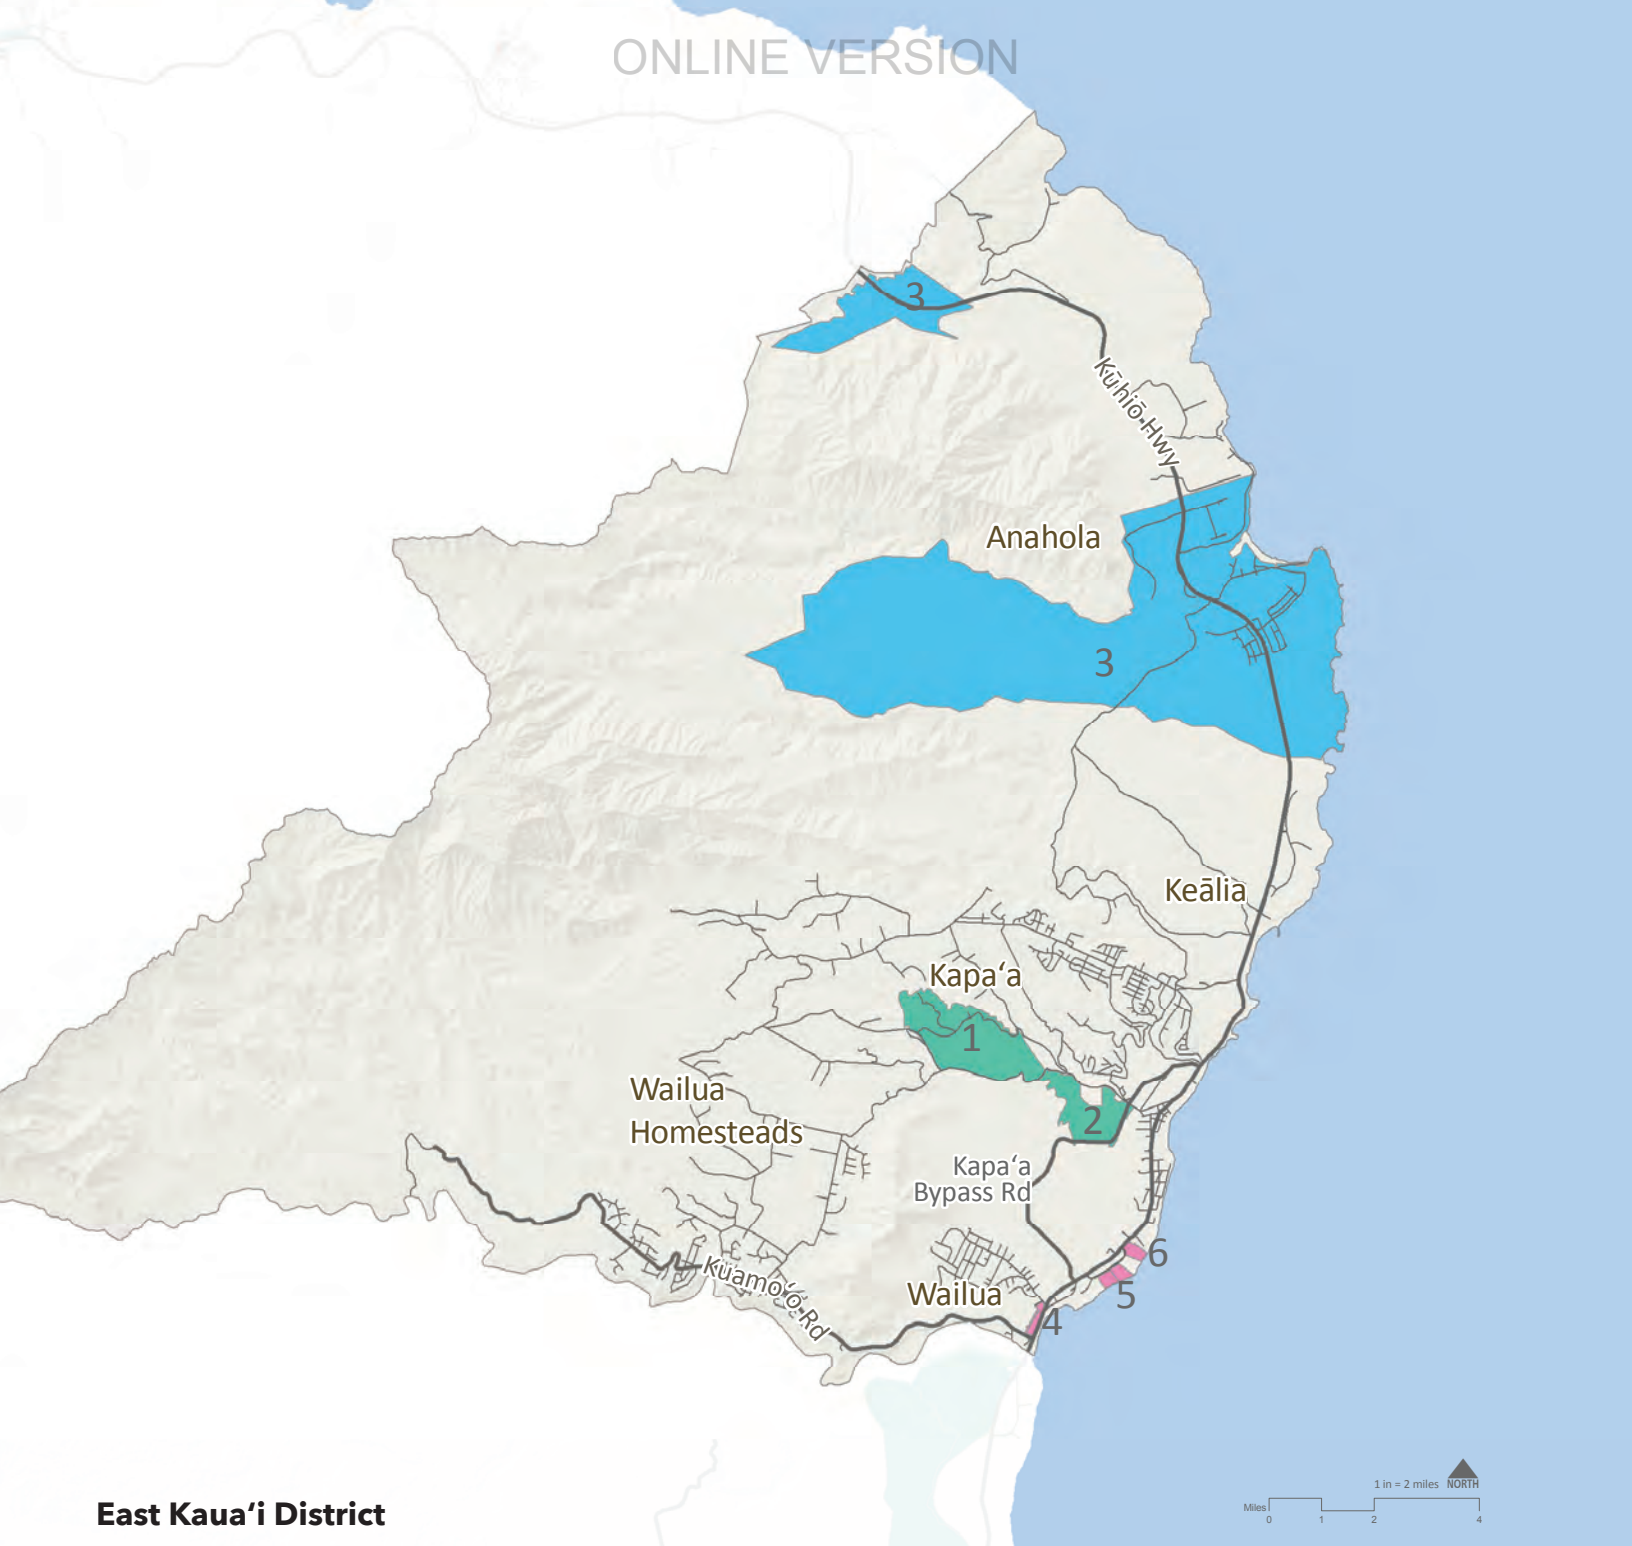 ONLINE VERSION
3
Kūhiō Hwy
Anahola
3
Keālia
Kapaʻa
1
Wailua
Homesteads
2
Kapaʻa
Bypass Rd
6
Kuamoʻo Rd
Wailua
5
4
1 in = 2 miles NORTH
Miles
0 1 2 4
East Kauaʻi District